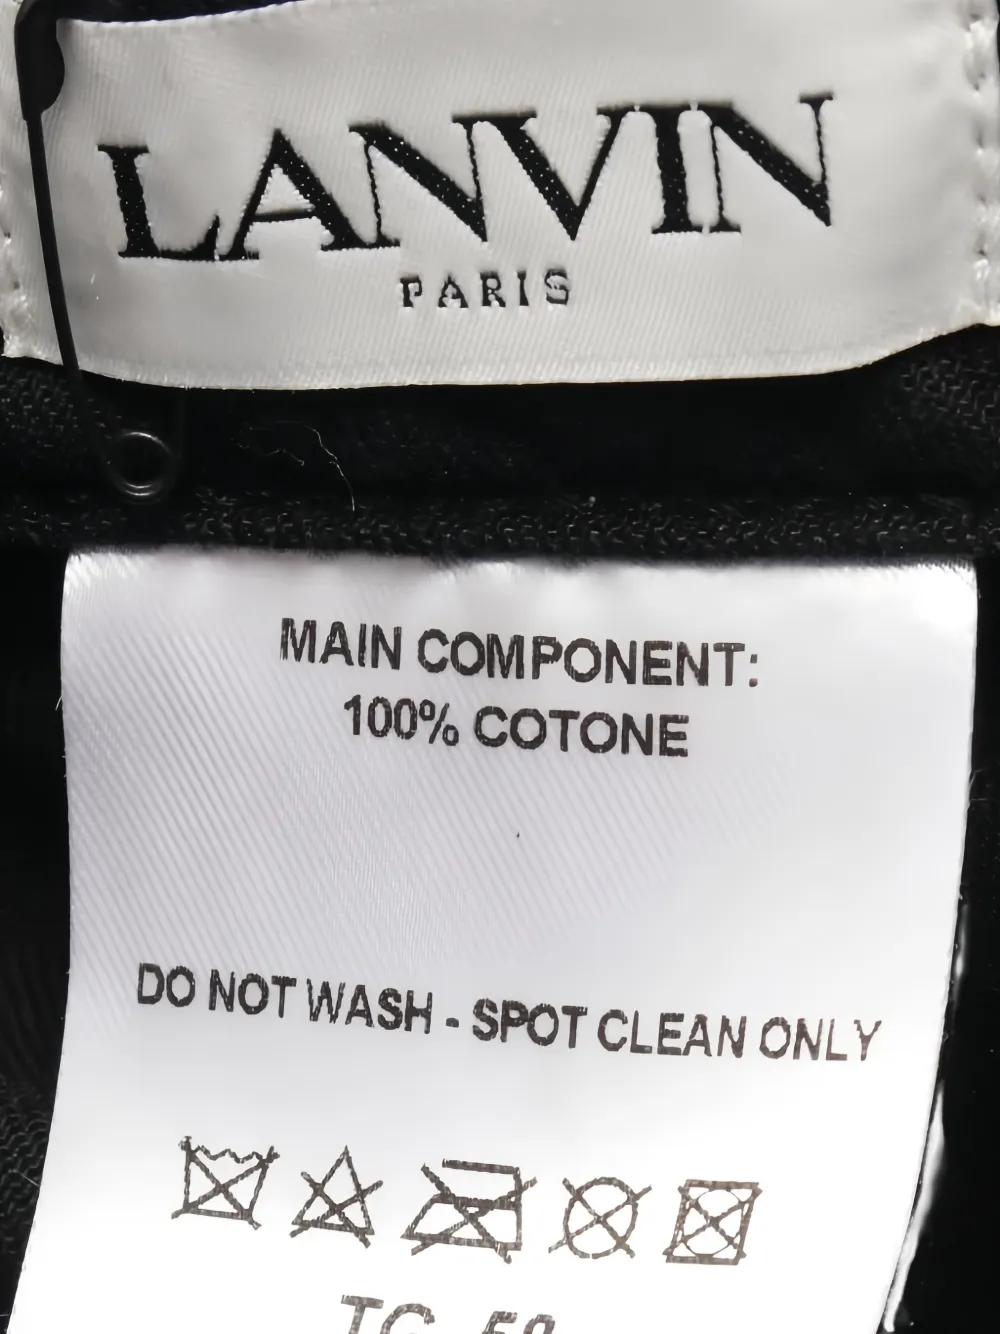 LANVIN
PARIS
MAIN COMPONENT:
100% COTONE
DO NOT WASH - SPOT CLEAN ONLY